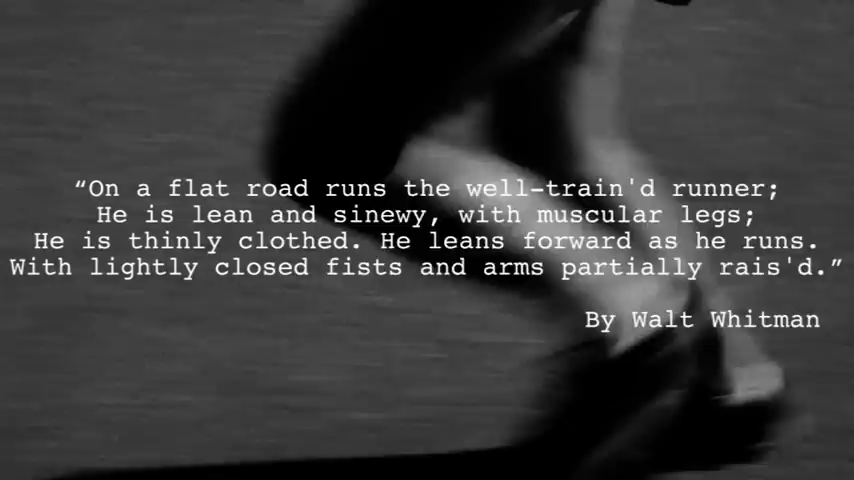 “On a flat road runs the well-train'd runner;
He is lean and sinewy, with muscular legs;
He is thinly clothed. He leans forward as he runs.
With lightly closed fists and arms partially rais'd.”
By Walt Whitman